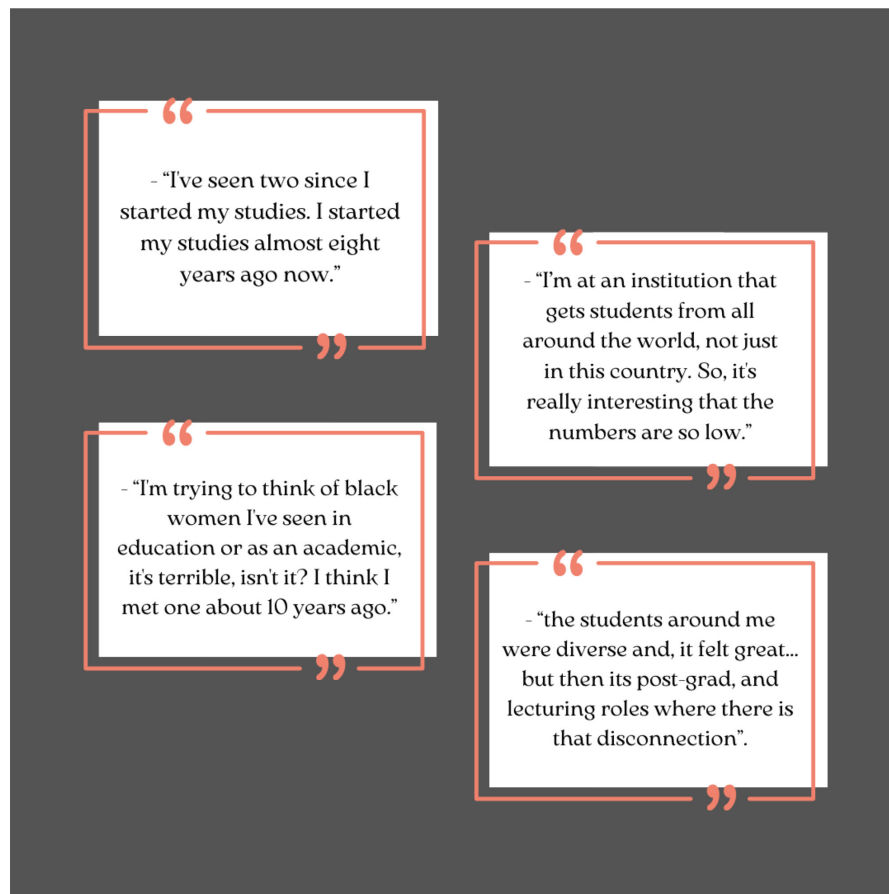 - “I've seen two since I
started my studies. I started
my studies almost eight
years ago now.”
- “I’m at an institution that
gets students from all
around the world, not just
in this country. So, it's
really interesting that the
numbers are so low.”
- “I'm trying to think of black
women I've seen in
education or as an academic,
it's terrible, isn't it? I think I
met one about 10 years ago.”
- “the students around me
were diverse and, it felt great...
but then its post-grad, and
lecturing roles where there is
that disconnection”.